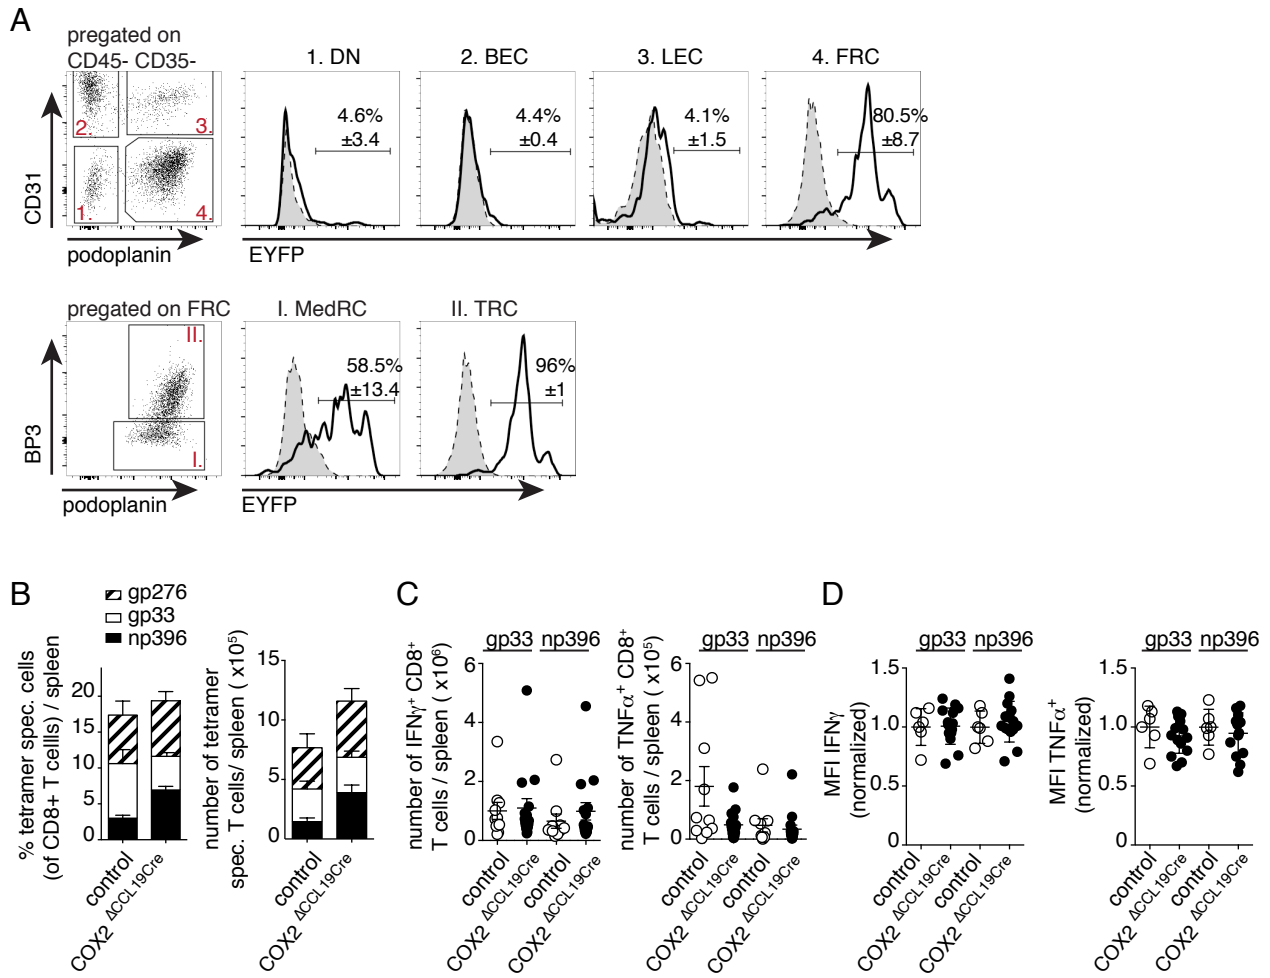 A
pregated on
CD45- CD35-
1. DN
2. BEC
3. LEC
4. FRC
2.
3.
1.
4.
4.6%
±3.4
4.4%
±0.4
4.1%
±1.5
80.5%
±8.7
CD31
podoplanin
EYFP
pregated on FRC
I. MedRC
II. TRC
II.
I.
58.5%
±13.4
96%
±1
BP3
podoplanin
EYFP
B
gp276
gp33
np396
% tetramer spec. cells
(of CD8+ T cellls) / spleen
20
15
10
5
0
control
COX2 ΔCCL19Cre
number of tetramer
spec. T cells/ spleen ( x10⁵)
15
10
5
0
control
COX2 ΔCCL19Cre
C
gp33 np396
number of IFNγ⁺ CD8⁺
T cells / spleen ( x10⁶)
6
4
2
0
control
COX2 ΔCCL19Cre
control
COX2 ΔCCL19Cre
gp33 np396
number of TNFα⁺ CD8⁺
T cells / spleen ( x10⁵)
6
4
2
0
control
COX2 ΔCCL19Cre
control
COX2 ΔCCL19Cre
D
gp33 np396
MFI IFNγ
(normalized)
1.5
1.0
0.5
0
control
COX2 ΔCCL19Cre
control
COX2 ΔCCL19Cre
gp33 np396
MFI TNFα⁺
(normalized)
1.5
1.0
0.5
0
control
COX2 ΔCCL19Cre
control
COX2 ΔCCL19Cre